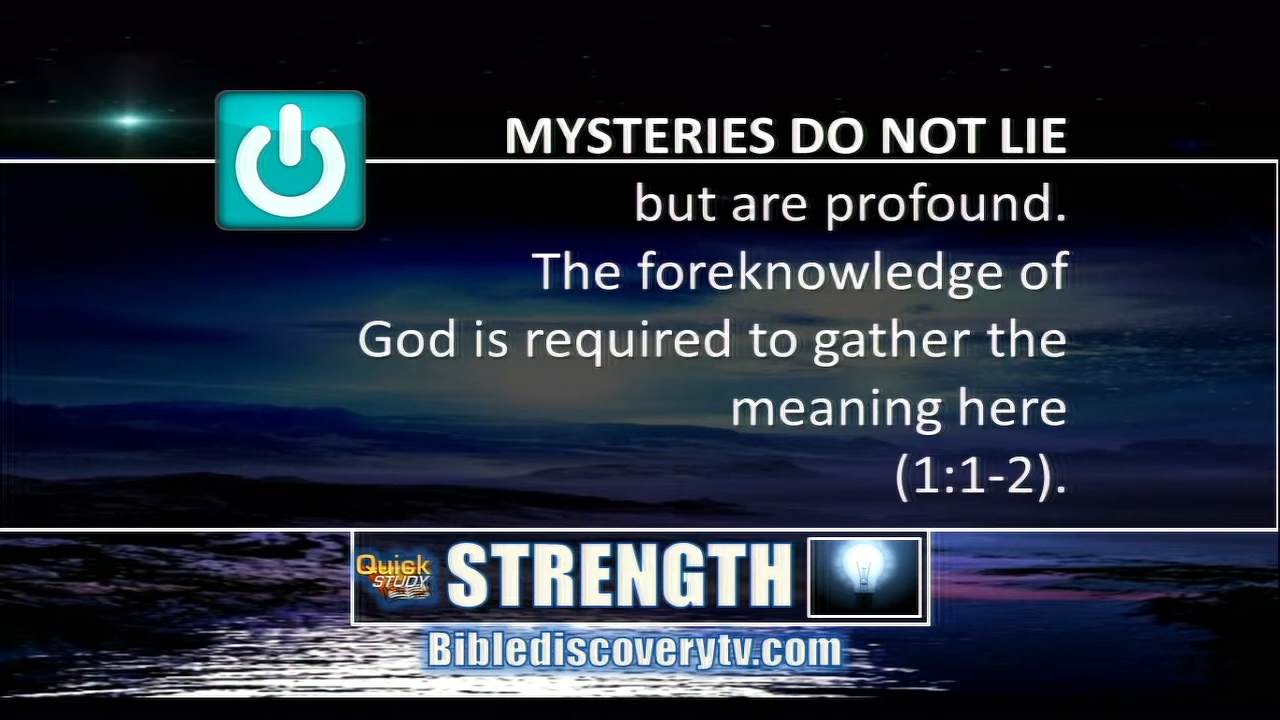 MYSTERIES DO NOT LIE
but are profound.
The foreknowledge of
God is required to gather the
meaning here
(1:1-2).
Quick
STUDY
STRENGTH
Biblediscoverytv.com